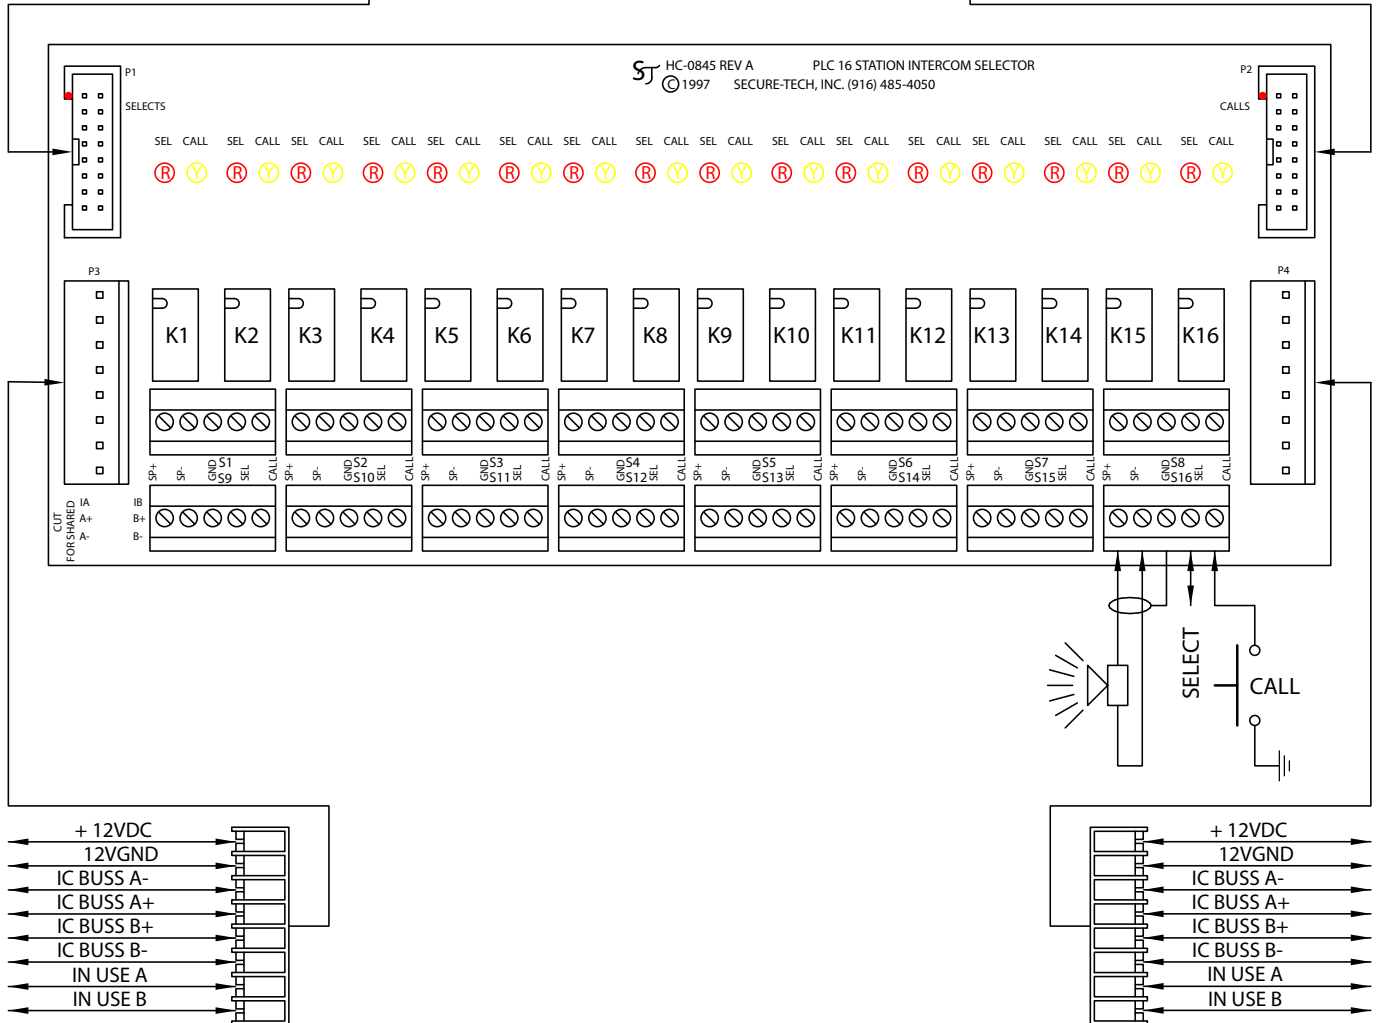 HC-0845 REV A PLC 16 STATION INTERCOM SELECTOR
© 1997 SECURE-TECH, INC. (916) 485-4050
P1
P2
SELECTS
CALLS
SEL CALL SEL CALL SEL CALL SEL CALL SEL CALL SEL CALL SEL CALL SEL CALL SEL CALL SEL CALL SEL CALL SEL CALL SEL CALL SEL CALL SEL CALL SEL CALL
R Y R Y R Y R Y R Y R Y R Y R Y R Y R Y R Y R Y R Y R Y R Y R Y
P3
P4
K1 K2 K3 K4 K5 K6 K7 K8 K9 K10 K11 K12 K13 K14 K15 K16
SP+ SP- GND S1 SEL CALL SP+ SP- GND S2 SEL CALL SP+ SP- GND S3 SEL CALL SP+ SP- GND S4 SEL CALL SP+ SP- GND S5 SEL CALL SP+ SP- GND S6 SEL CALL SP+ SP- GND S7 SEL CALL SP+ SP- GND S8 SEL CALL
S9 S10 S11 S12 S13 S14 S15 S16
CUT
FOR SHARED
IA IB
A+ B+
A- B-
SELECT
CALL
+ 12VDC
12VGND
IC BUSS A-
IC BUSS A+
IC BUSS B+
IC BUSS B-
IN USE A
IN USE B
+ 12VDC
12VGND
IC BUSS A-
IC BUSS A+
IC BUSS B+
IC BUSS B-
IN USE A
IN USE B